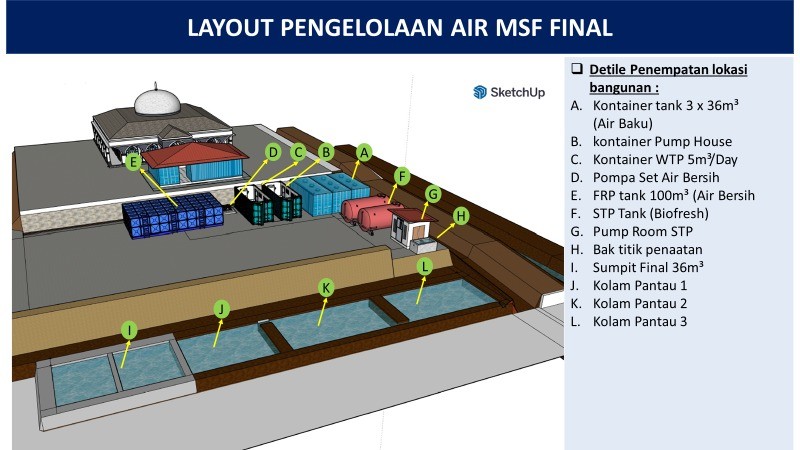 LAYOUT PENGELOLAAN AIR MSF FINAL
SketchUp
Detile Penempatan lokasi
bangunan :
A. Kontainer tank 3 x 36m³
(Air Baku)
B. kontainer Pump House
C. Kontainer WTP 5m³/Day
D. Pompa Set Air Bersih
E. FRP tank 100m³ (Air Bersih
F. STP Tank (Biofresh)
G. Pump Room STP
H. Bak titik penaatan
I. Sumpit Final 36m³
J. Kolam Pantau 1
K. Kolam Pantau 2
L. Kolam Pantau 3
E
D
C
B
A
F
G
H
L
K
J
I